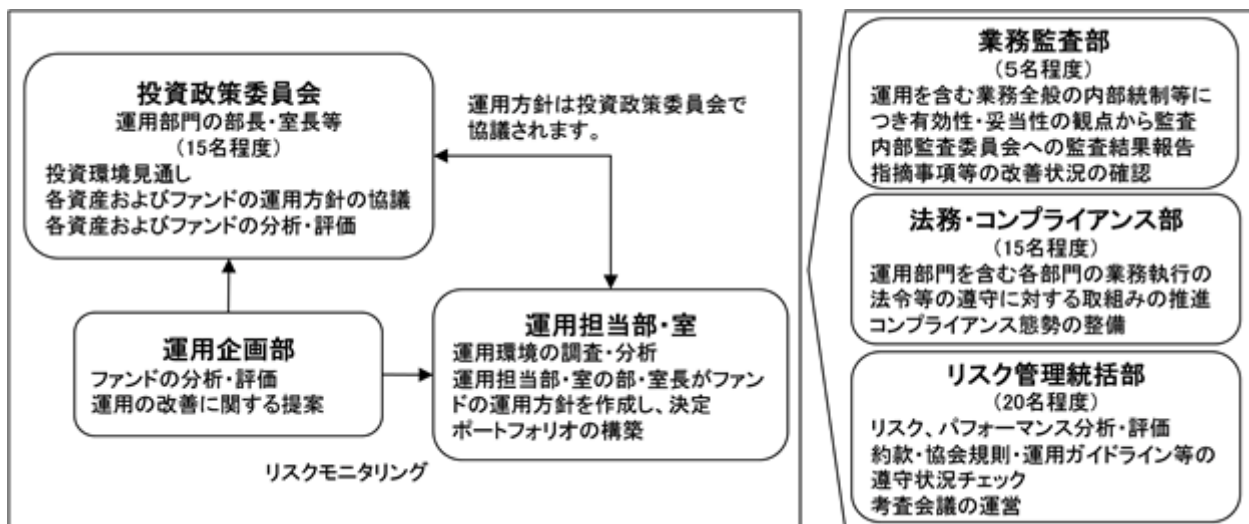 投資政策委員会
運用部門の部長・室長等
(15名程度)
投資環境見通し
各資産およびファンドの運用方針の協議
各資産およびファンドの分析・評価
運用方針は投資政策委員会で
協議されます。
運用企画部
ファンドの分析・評価
運用の改善に関する提案
運用担当部・室
運用環境の調査・分析
運用担当部・室の部・室長がファン
ドの運用方針を作成し、決定
ポートフォリオの構築
リスクモニタリング
業務監査部
(5名程度)
運用を含む業務全般の内部統制等に
つき有効性・妥当性の観点から監査
内部監査委員会への監査結果報告
指摘事項等の改善状況の確認
法務・コンプライアンス部
(15名程度)
運用部門を含む各部門の業務執行の
法令等の遵守に対する取組みの推進
コンプライアンス態勢の整備
リスク管理統括部
(20名程度)
リスク、パフォーマンス分析・評価
約款・協会規則・運用ガイドライン等の
遵守状況チェック
考査会議の運営